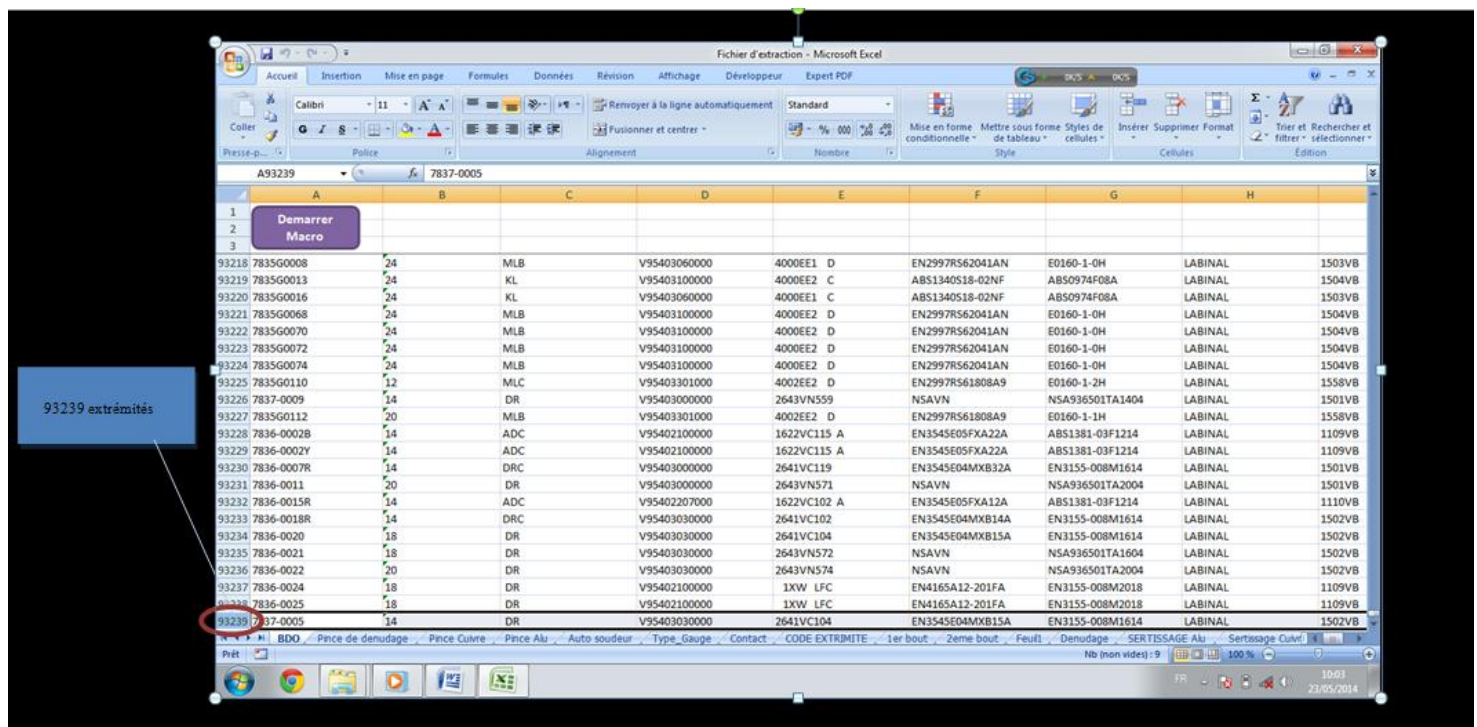 Fichier d'extraction - Microsoft Excel
Accueil Insertion Mise en page Formules Données Révision Affichage Développeur Expert PDF
Calibri 11 A A Renvoyer à la ligne automatiquement Standard
Coller G I S A Fusionner et centrer % 000 Mise en forme conditionnelle Mettre sous forme de tableau Styles de cellules Insérer Supprimer Format Σ Trier et filtrer Rechercher et sélectionner
Presse-p... Police Alignement Nombre Style Cellules Édition
A93239 fx 7837-0005
A B C D E F G H
1
Demarrer
2
Macro
3
93218 7835G0008 24 MLB V95403060000 4000EE1 D EN2997RS62041AN E0160-1-0H LABINAL 1503VB
93219 7835G0013 24 KL V95403100000 4000EE2 C ABS1340S18-02NF ABS0974F08A LABINAL 1504VB
93220 7835G0016 24 KL V95403060000 4000EE1 C ABS1340S18-02NF ABS0974F08A LABINAL 1503VB
93221 7835G0068 24 MLB V95403100000 4000EE2 D EN2997RS62041AN E0160-1-0H LABINAL 1504VB
93222 7835G0070 24 MLB V95403100000 4000EE2 D EN2997RS62041AN E0160-1-0H LABINAL 1504VB
93223 7835G0072 24 MLB V95403100000 4000EE2 D EN2997RS62041AN E0160-1-0H LABINAL 1504VB
93224 7835G0074 24 MLB V95403100000 4000EE2 D EN2997RS62041AN E0160-1-0H LABINAL 1504VB
93225 7835G0110 12 MLC V95403301000 4002EE2 D EN2997RS61808A9 E0160-1-2H LABINAL 1558VB
93226 7837-0009 14 DR V95403000000 2643VN559 NSAVN NSA936501TA1404 LABINAL 1501VB
93239 extrémités
93227 7835G0112 20 MLB V95403301000 4002EE2 D EN2997RS61808A9 E0160-1-1H LABINAL 1558VB
93228 7836-0002B 14 ADC V95402100000 1622VC115 A EN3545E05FXA22A ABS1381-03F1214 LABINAL 1109VB
93229 7836-0002Y 14 ADC V95402100000 1622VC115 A EN3545E05FXA22A ABS1381-03F1214 LABINAL 1109VB
93230 7836-0007R 14 DRC V95403000000 2641VC119 EN3545E04MXB32A EN3155-008M1614 LABINAL 1501VB
93231 7836-0011 20 DR V95403000000 2643VN571 NSAVN NSA936501TA2004 LABINAL 1501VB
93232 7836-0015R 14 ADC V95402207000 1622VC102 A EN3545E05FXA12A ABS1381-03F1214 LABINAL 1110VB
93233 7836-0018R 14 DRC V95403030000 2641VC102 EN3545E04MXB14A EN3155-008M1614 LABINAL 1502VB
93234 7836-0020 18 DR V95403030000 2641VC104 EN3545E04MXB15A EN3155-008M1614 LABINAL 1502VB
93235 7836-0021 18 DR V95403030000 2643VN572 NSAVN NSA936501TA1604 LABINAL 1502VB
93236 7836-0022 20 DR V95403030000 2643VN574 NSAVN NSA936501TA2004 LABINAL 1502VB
93237 7836-0024 18 DR V95402100000 1XW LFC EN4165A12-201FA EN3155-008M2018 LABINAL 1109VB
93238 7836-0025 18 DR V95402100000 1XW LFC EN4165A12-201FA EN3155-008M2018 LABINAL 1109VB
93239 7837-0005 14 DR V95403030000 2641VC104 EN3545E04MXB15A EN3155-008M1614 LABINAL 1502VB
BDO Pince de denudage Pince Cuivre Pince Alu Auto soudeur Type_Gauge Contact CODE EXTRIMITE 1er bout 2eme bout Feuil1 Denudage SERTISSAGE Alu Sertissage Cuivr
Prêt Nb (non vides) : 9 100 %
FR 10:03
23/05/2014